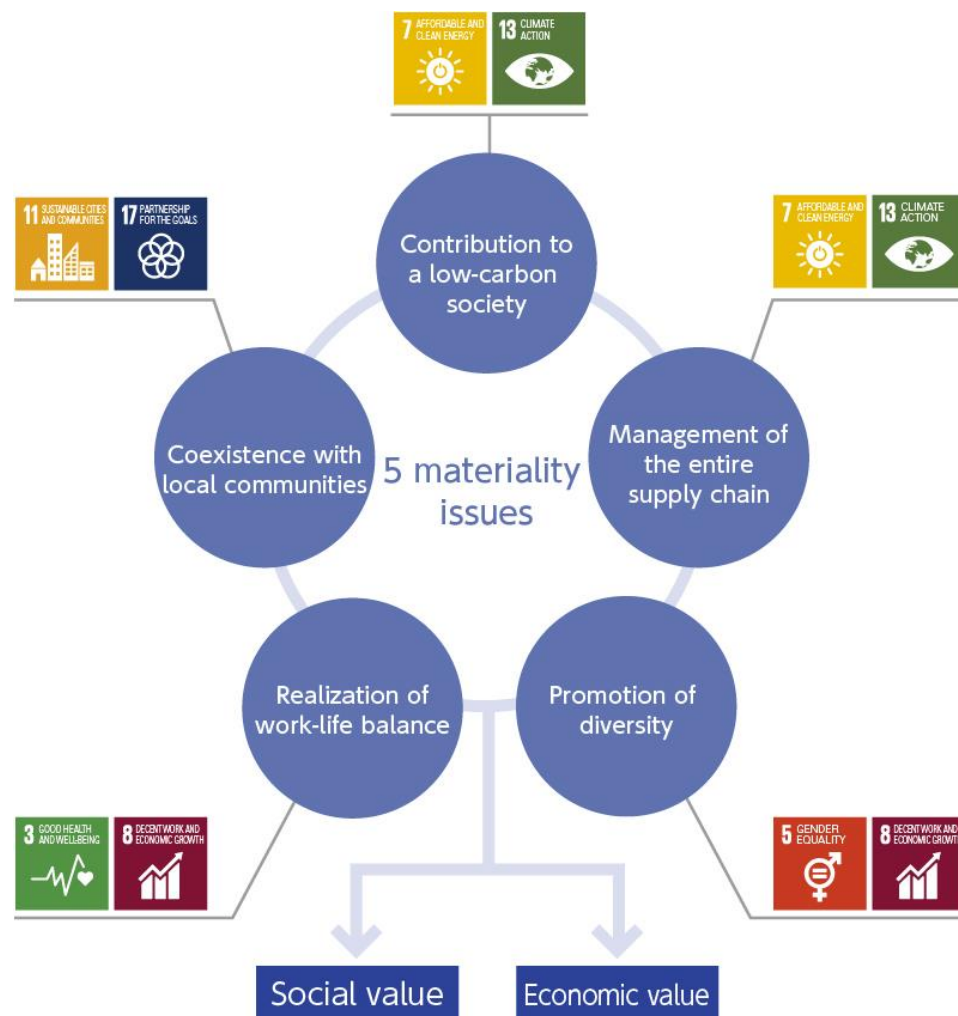 7 AFFORDABLE AND
CLEAN ENERGY
13 CLIMATE
ACTION
11 SUSTAINABLE CITIES
AND COMMUNITIES
17 PARTNERSHIP
FOR THE GOALS
7 AFFORDABLE AND
CLEAN ENERGY
13 CLIMATE
ACTION
Contribution to
a low-carbon
society
Coexistence with
local communities
5 materiality
issues
Management of
the entire
supply chain
Realization of
work-life balance
Promotion of
diversity
3 GOOD HEALTH
AND WELL-BEING
8 DECENT WORK AND
ECONOMIC GROWTH
5 GENDER
EQUALITY
8 DECENT WORK AND
ECONOMIC GROWTH
Social value
Economic value